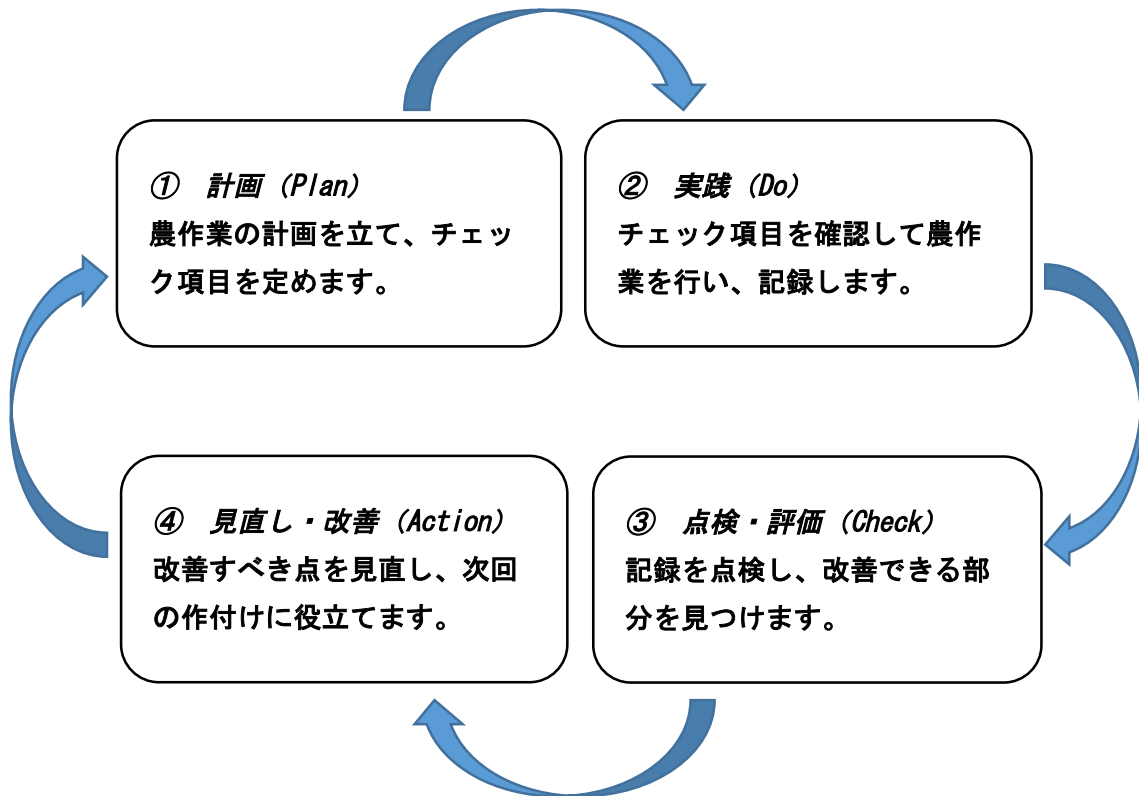 ① 計画（Plan）
農作業の計画を立て、チェッ
ク項目を定めます。
② 実践（Do）
チェック項目を確認して農作
業を行い、記録します。
③ 点検・評価（Check）
記録を点検し、改善できる部
分を見つけます。
④ 見直し・改善（Action）
改善すべき点を見直し、次回
の作付けに役立てます。